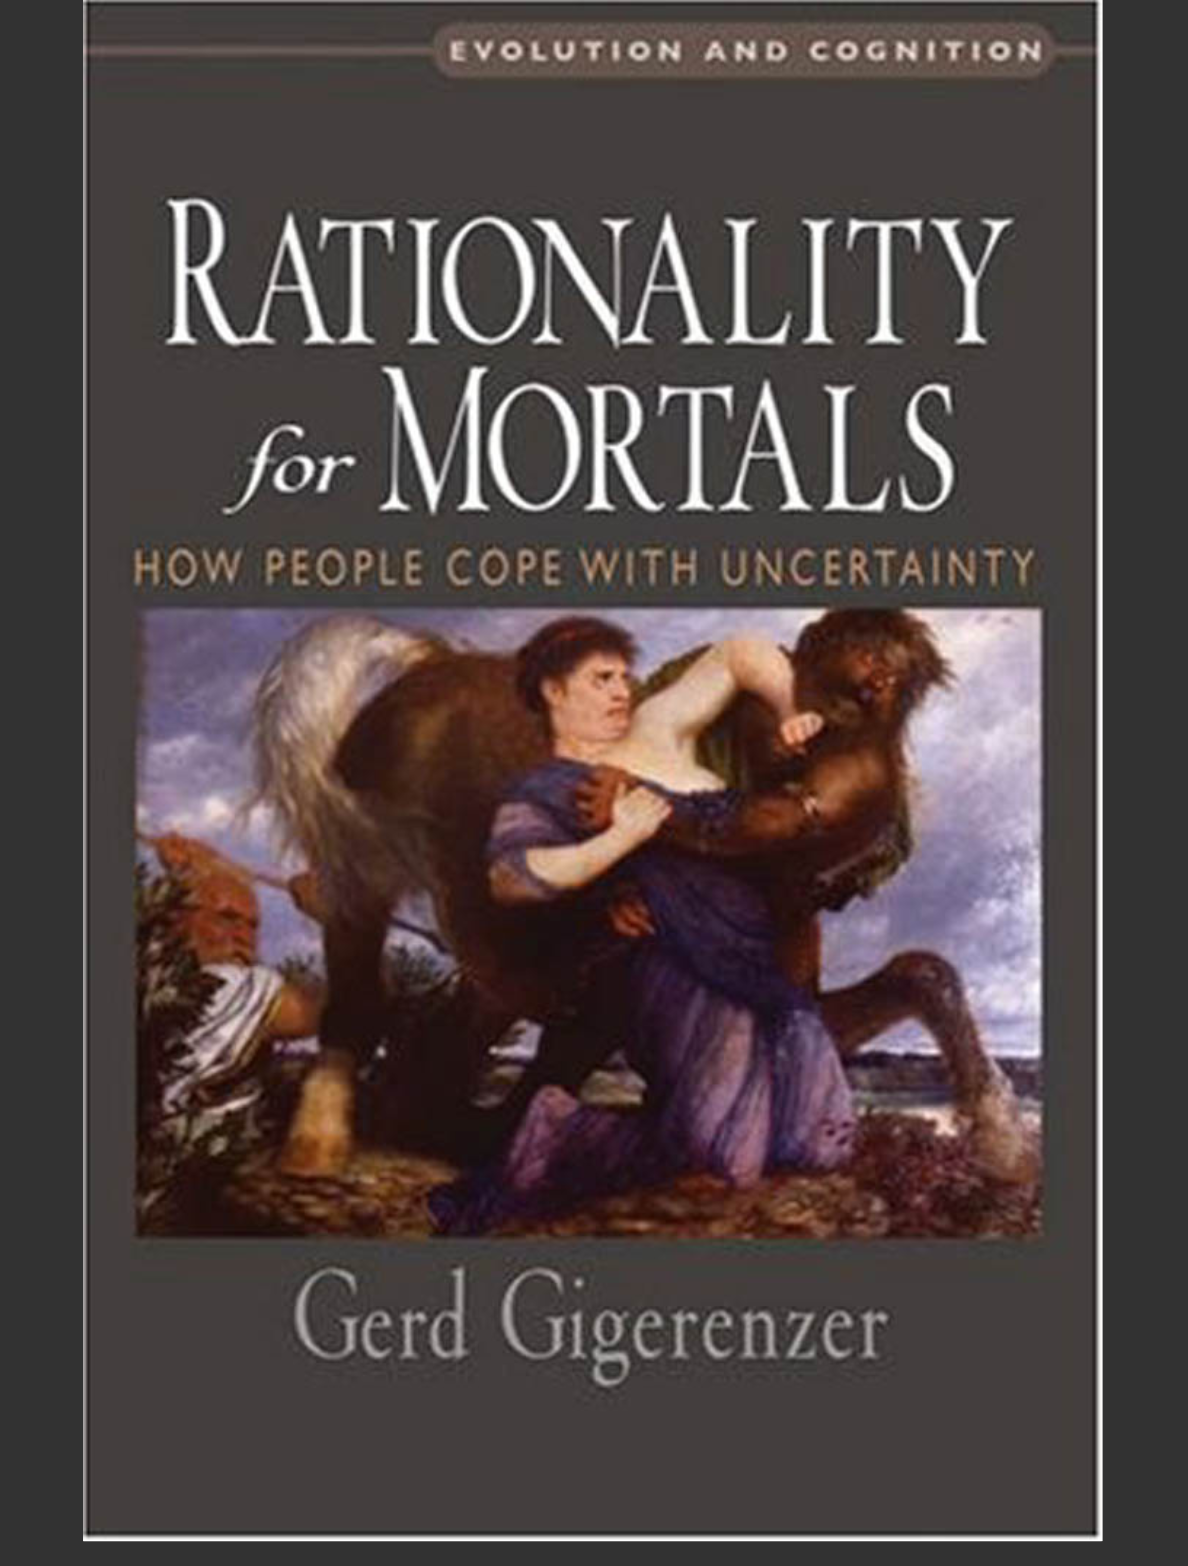 EVOLUTION AND COGNITION
RATIONALITY
for MORTALS
HOW PEOPLE COPE WITH UNCERTAINTY
Gerd Gigerenzer